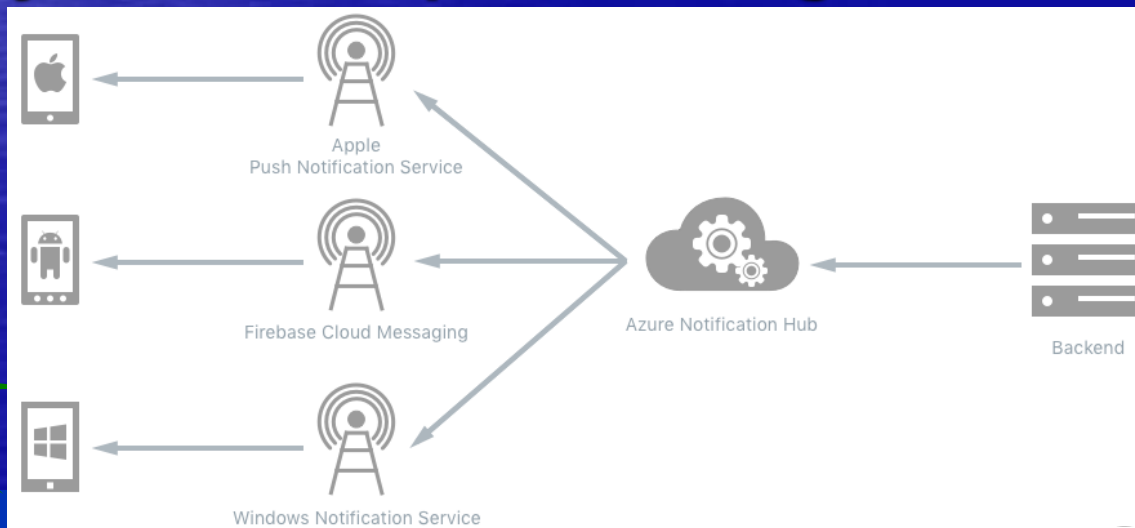 Apple
Push Notification Service
Firebase Cloud Messaging
Azure Notification Hub
Backend
Windows Notification Service